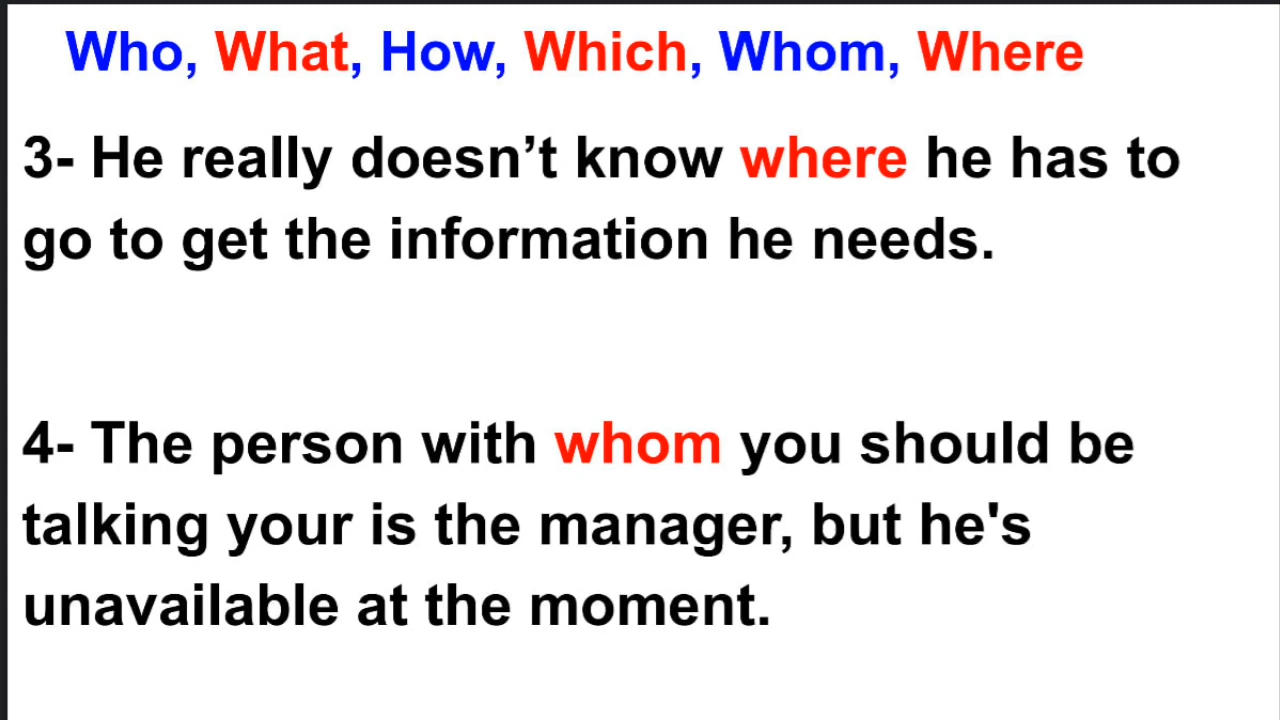 Who, What, How, Which, Whom, Where
3- He really doesn’t know where he has to
go to get the information he needs.
4- The person with whom you should be
talking your is the manager, but he's
unavailable at the moment.